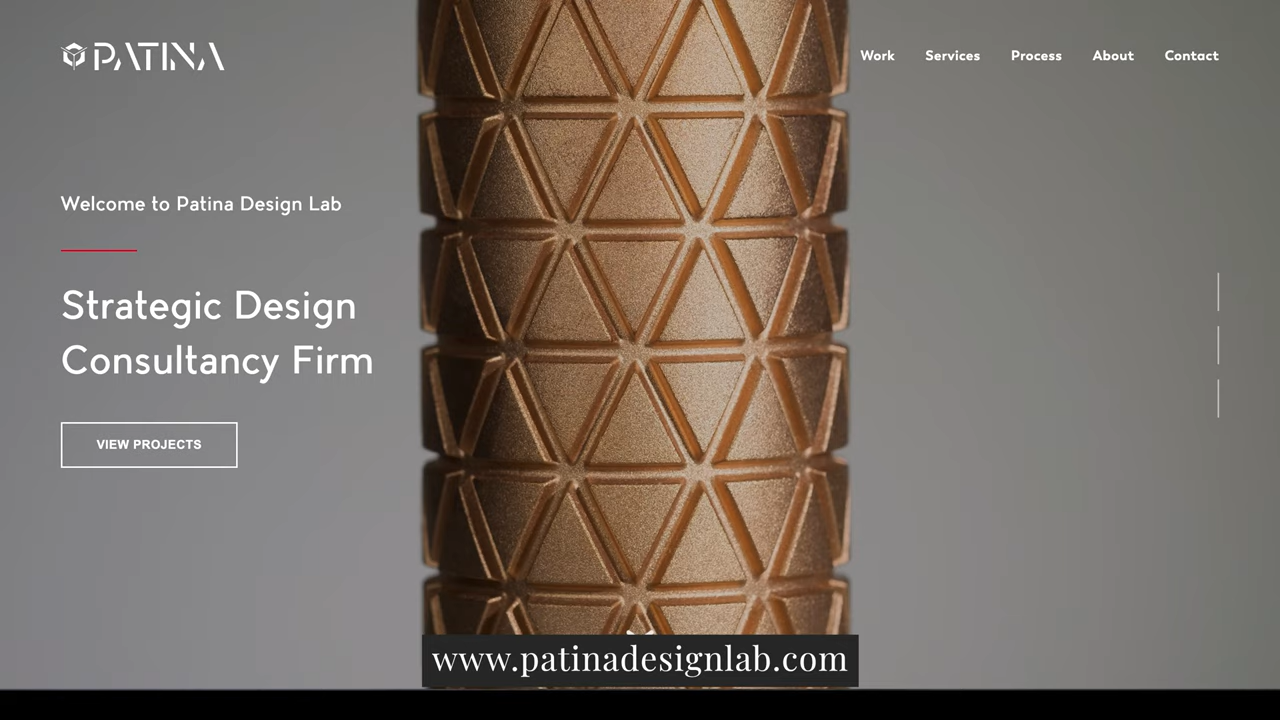 PATINA
Work Services Process About Contact
Welcome to Patina Design Lab
Strategic Design
Consultancy Firm
VIEW PROJECTS
www.patinadesignlab.com